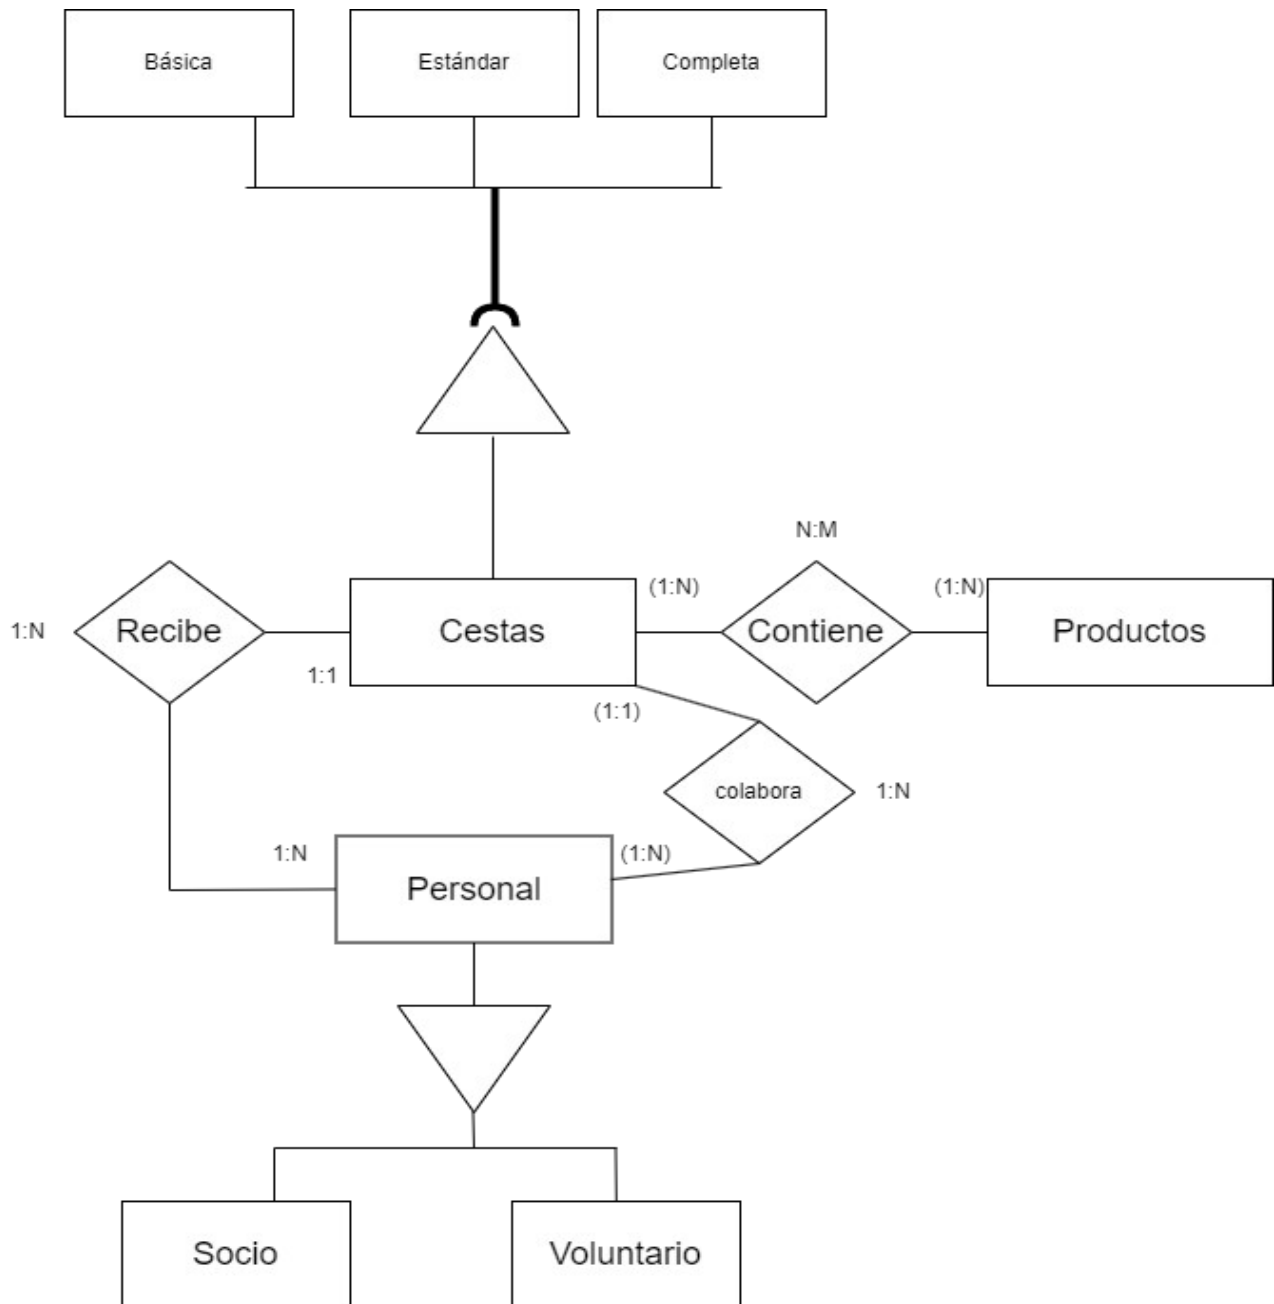 Básica
Estándar
Completa
N:M
(1:N)
(1:N)
1:N
Recibe
Cestas
Contiene
Productos
1:1
(1:1)
colabora
1:N
1:N
(1:N)
Personal
Socio
Voluntario